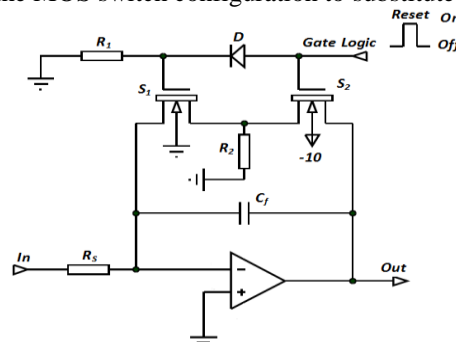 the MOS switch configuration to substitute
Reset On
Off
R1
D
Gate Logic
S1
S2
R2
-10
Cf
In
RS
Out
-
+